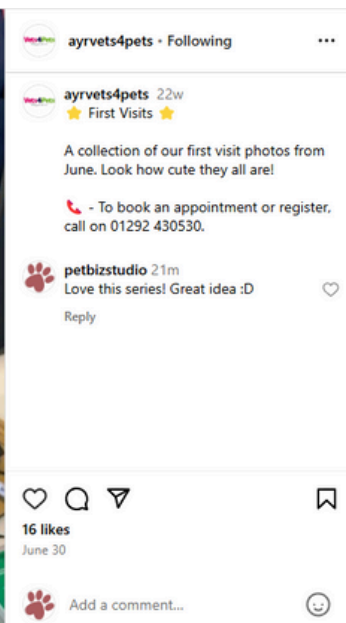 ayrvets4pets • Following
ayrvets4pets 22w
⭐ First Visits ⭐
A collection of our first visit photos from
June. Look how cute they all are!
📞 - To book an appointment or register,
call on 01292 430530.
petbizstudio 21m
Love this series! Great idea :D
Reply
16 likes
June 30
Add a comment...